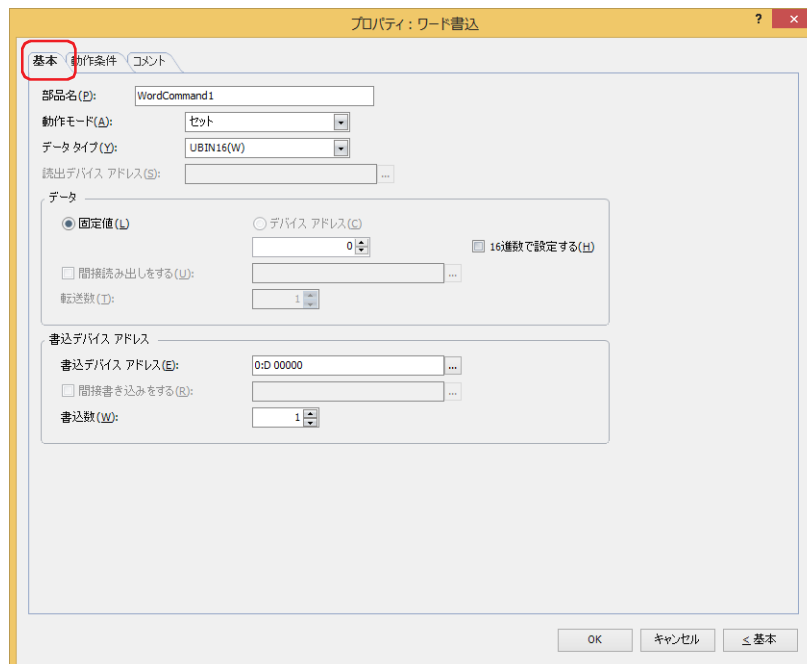 プロパティ：ワード書込
? ×
基本 動作条件 コメント
部品名(P): WordCommand1
動作モード(A): セット
データ タイプ(Y): UBIN16(W)
読出デバイス アドレス(S): ...
データ
固定値(L) デバイス アドレス(C)
0 16進数で設定する(H)
間接読み出しをする(U): ...
転送数(T): 1
書込デバイス アドレス
書込デバイス アドレス(E): 0:D 00000 ...
間接書き込みをする(R): ...
書込数(W): 1
OK キャンセル ≤ 基本